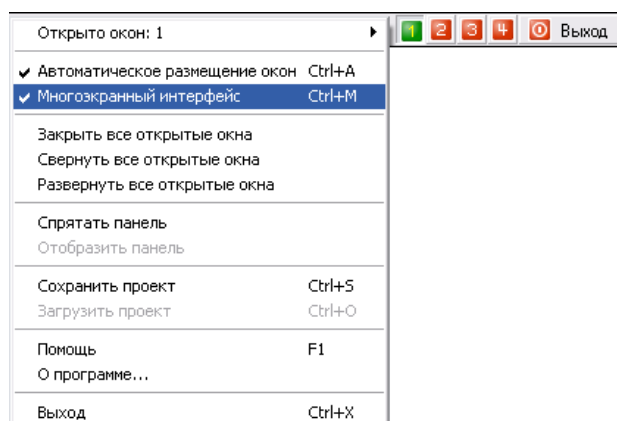 Открыто окон: 1
1 2 3 4 Выход
Автоматическое размещение окон Ctrl+A
Многоэкранный интерфейс Ctrl+M
Закрыть все открытые окна
Свернуть все открытые окна
Развернуть все открытые окна
Спрятать панель
Отобразить панель
Сохранить проект Ctrl+S
Загрузить проект Ctrl+O
Помощь F1
О программе...
Выход Ctrl+X